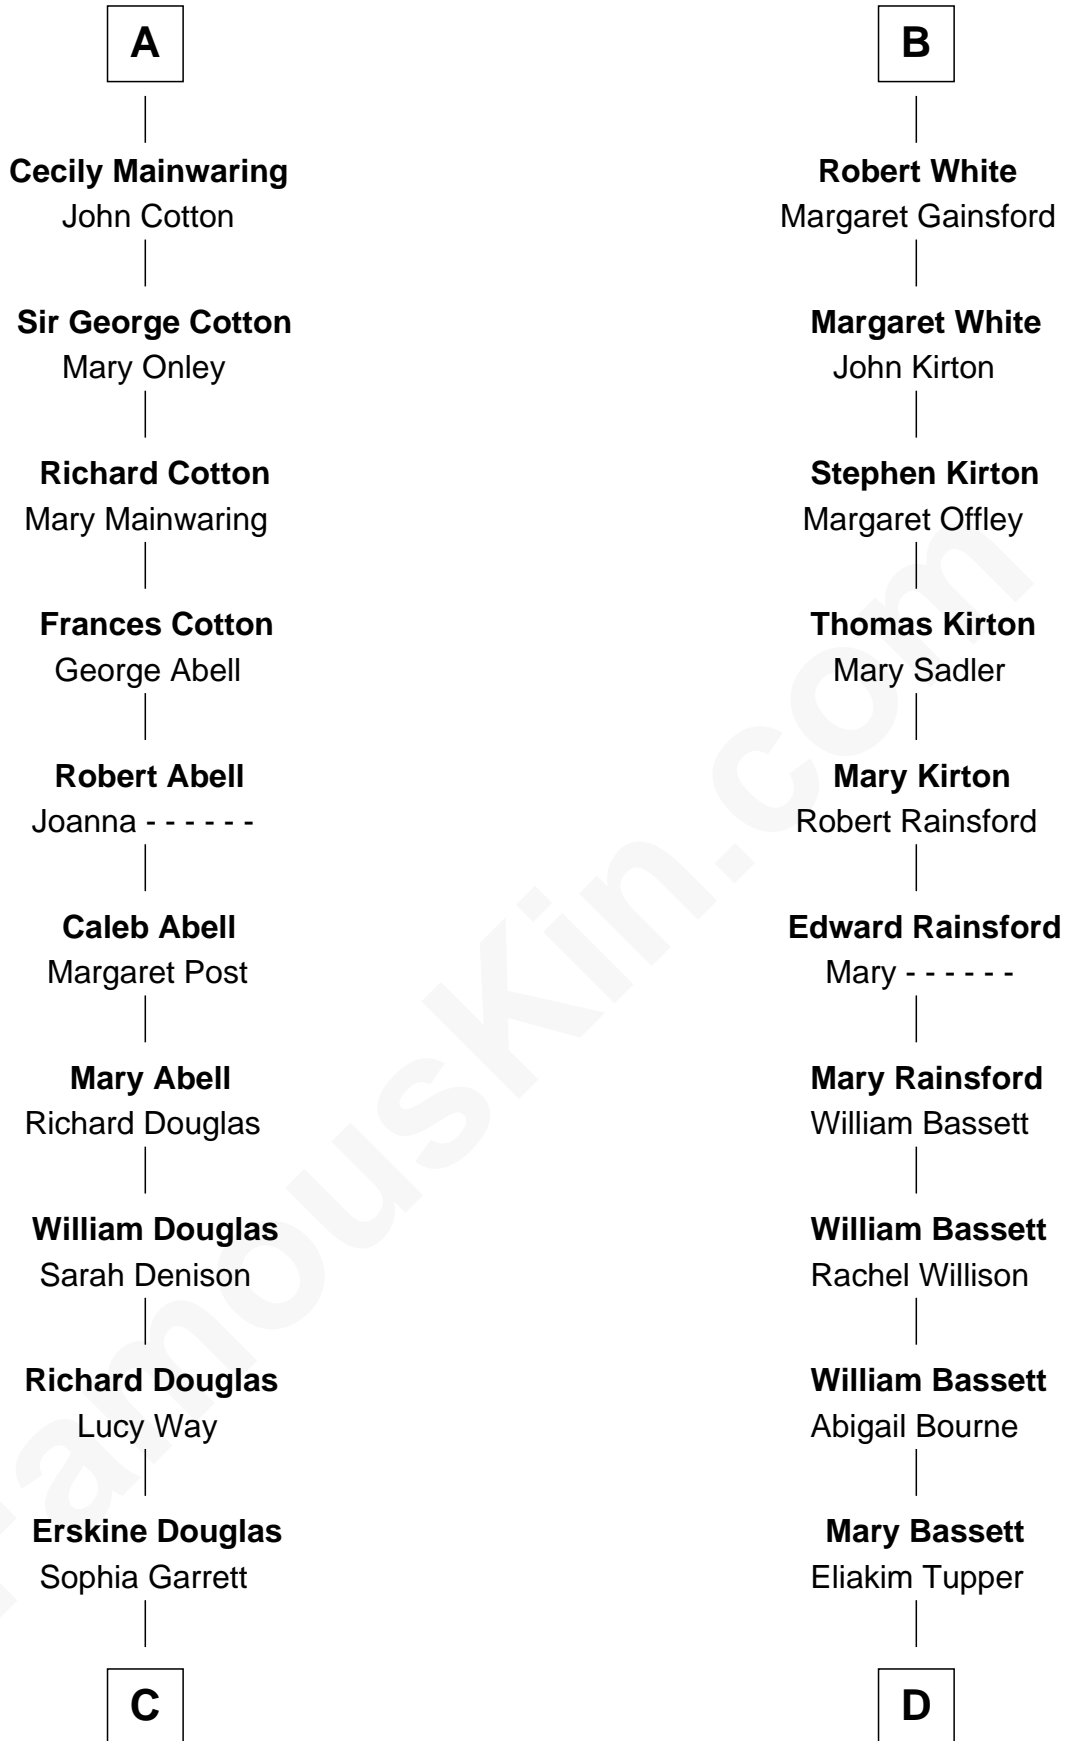 A
Cecily Mainwaring
John Cotton
Sir George Cotton
Mary Onley
Richard Cotton
Mary Mainwaring
Frances Cotton
George Abell
Robert Abell
Joanna - - - - - -
Caleb Abell
Margaret Post
Mary Abell
Richard Douglas
William Douglas
Sarah Denison
Richard Douglas
Lucy Way
Erskine Douglas
Sophia Garrett
C
B
Robert White
Margaret Gainsford
Margaret White
John Kirton
Stephen Kirton
Margaret Offley
Thomas Kirton
Mary Sadler
Mary Kirton
Robert Rainsford
Edward Rainsford
Mary - - - - - -
Mary Rainsford
William Bassett
William Bassett
Rachel Willison
William Bassett
Abigail Bourne
Mary Bassett
Eliakim Tupper
D
FamousKin.com